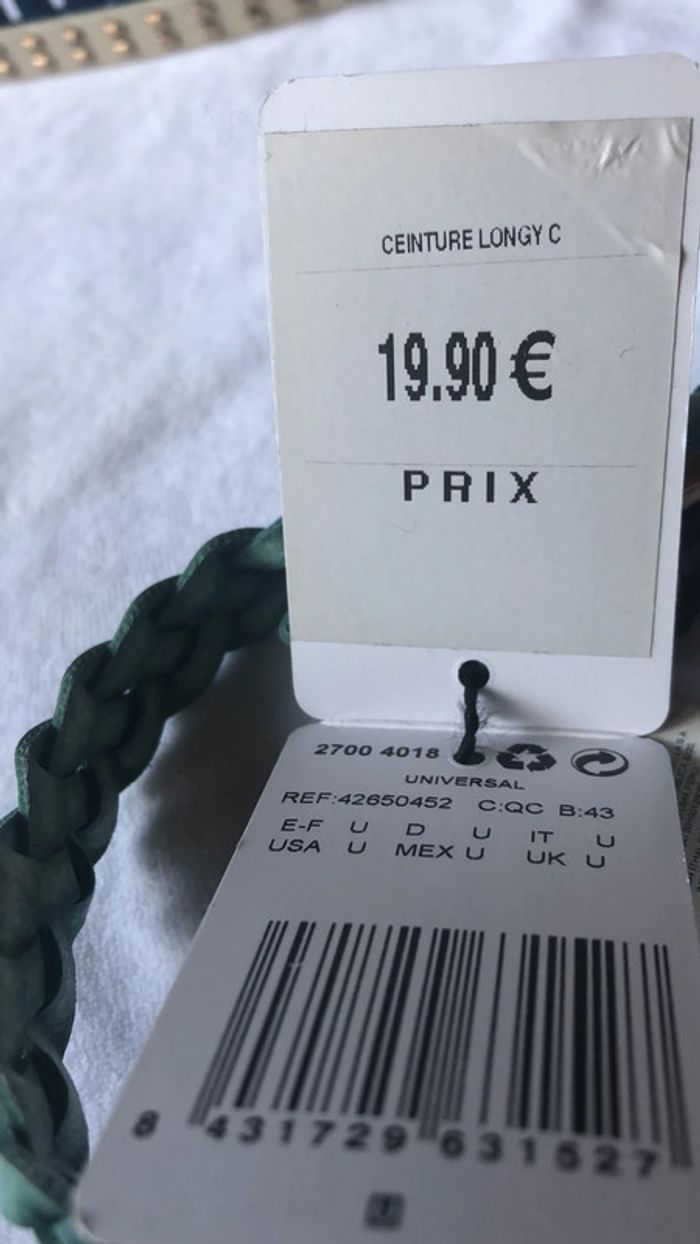 CEINTURE LONGY C
19.90 €
PRIX
2700 4018
UNIVERSAL
REF:42650452 C:QC B:43
E-F U D U IT U
USA U MEX U UK U
8 431729 631527